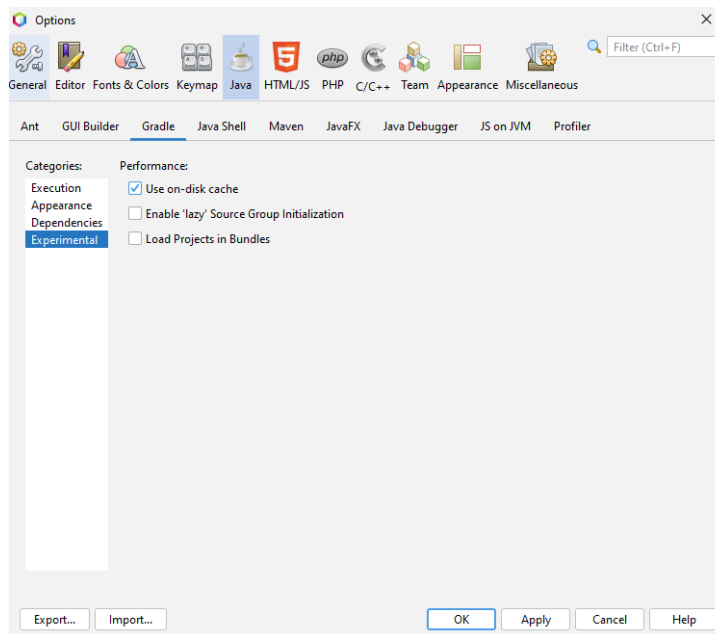 Options
Filter (Ctrl+F)
General Editor Fonts & Colors Keymap Java HTML/JS PHP C/C++ Team Appearance Miscellaneous
Ant GUI Builder Gradle Java Shell Maven JavaFX Java Debugger JS on JVM Profiler
Categories:
Execution
Appearance
Dependencies
Experimental
Performance:
Use on-disk cache
Enable 'lazy' Source Group Initialization
Load Projects in Bundles
Export... Import... OK Apply Cancel Help